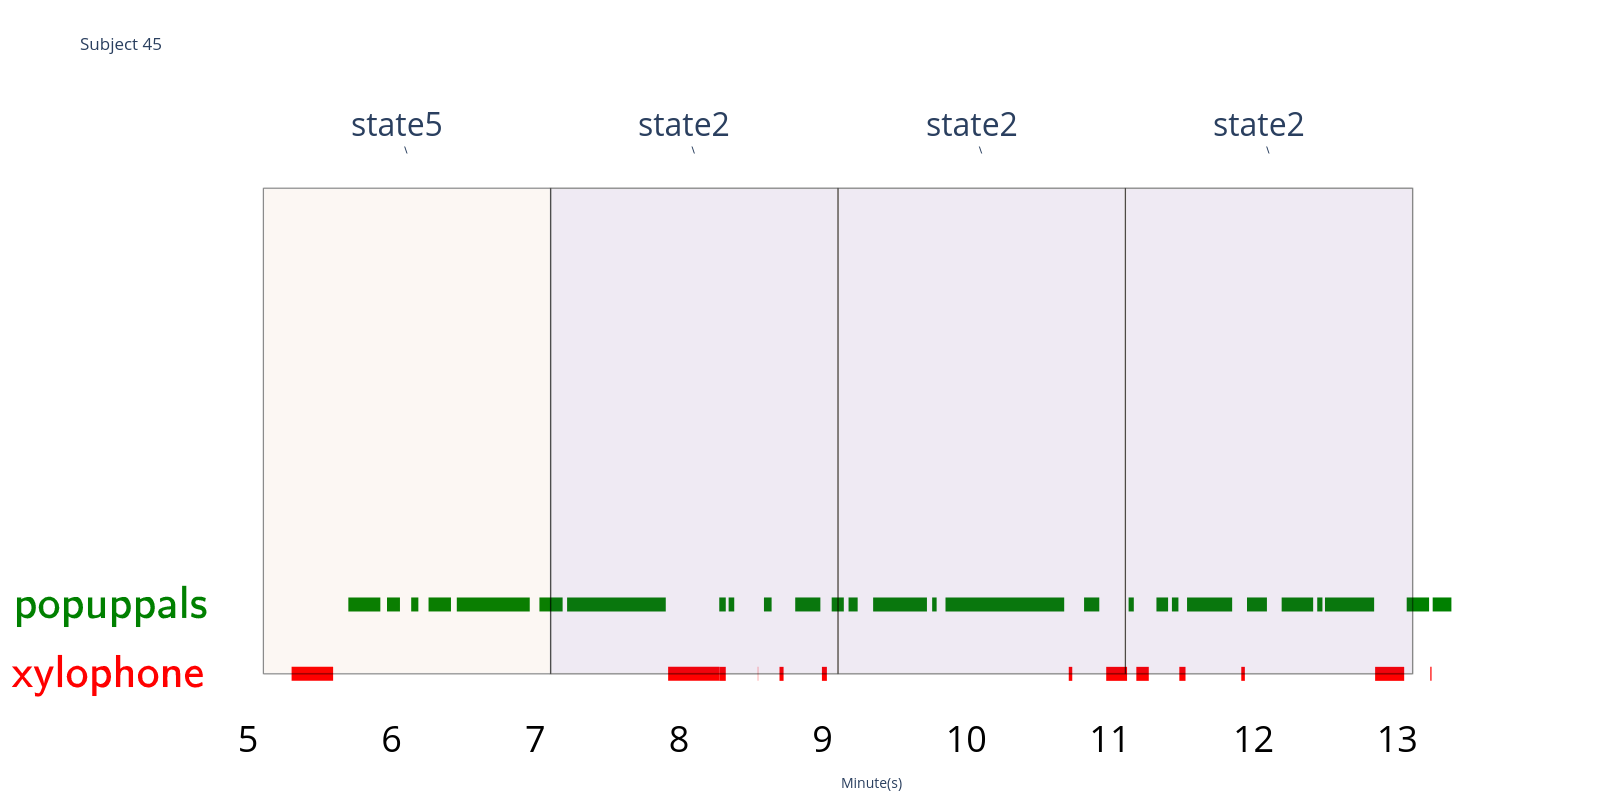 Subject 45
state5 state2 state2 state2
popuppals
xylophone
5 6 7 8 9 10 11 12 13
Minute(s)